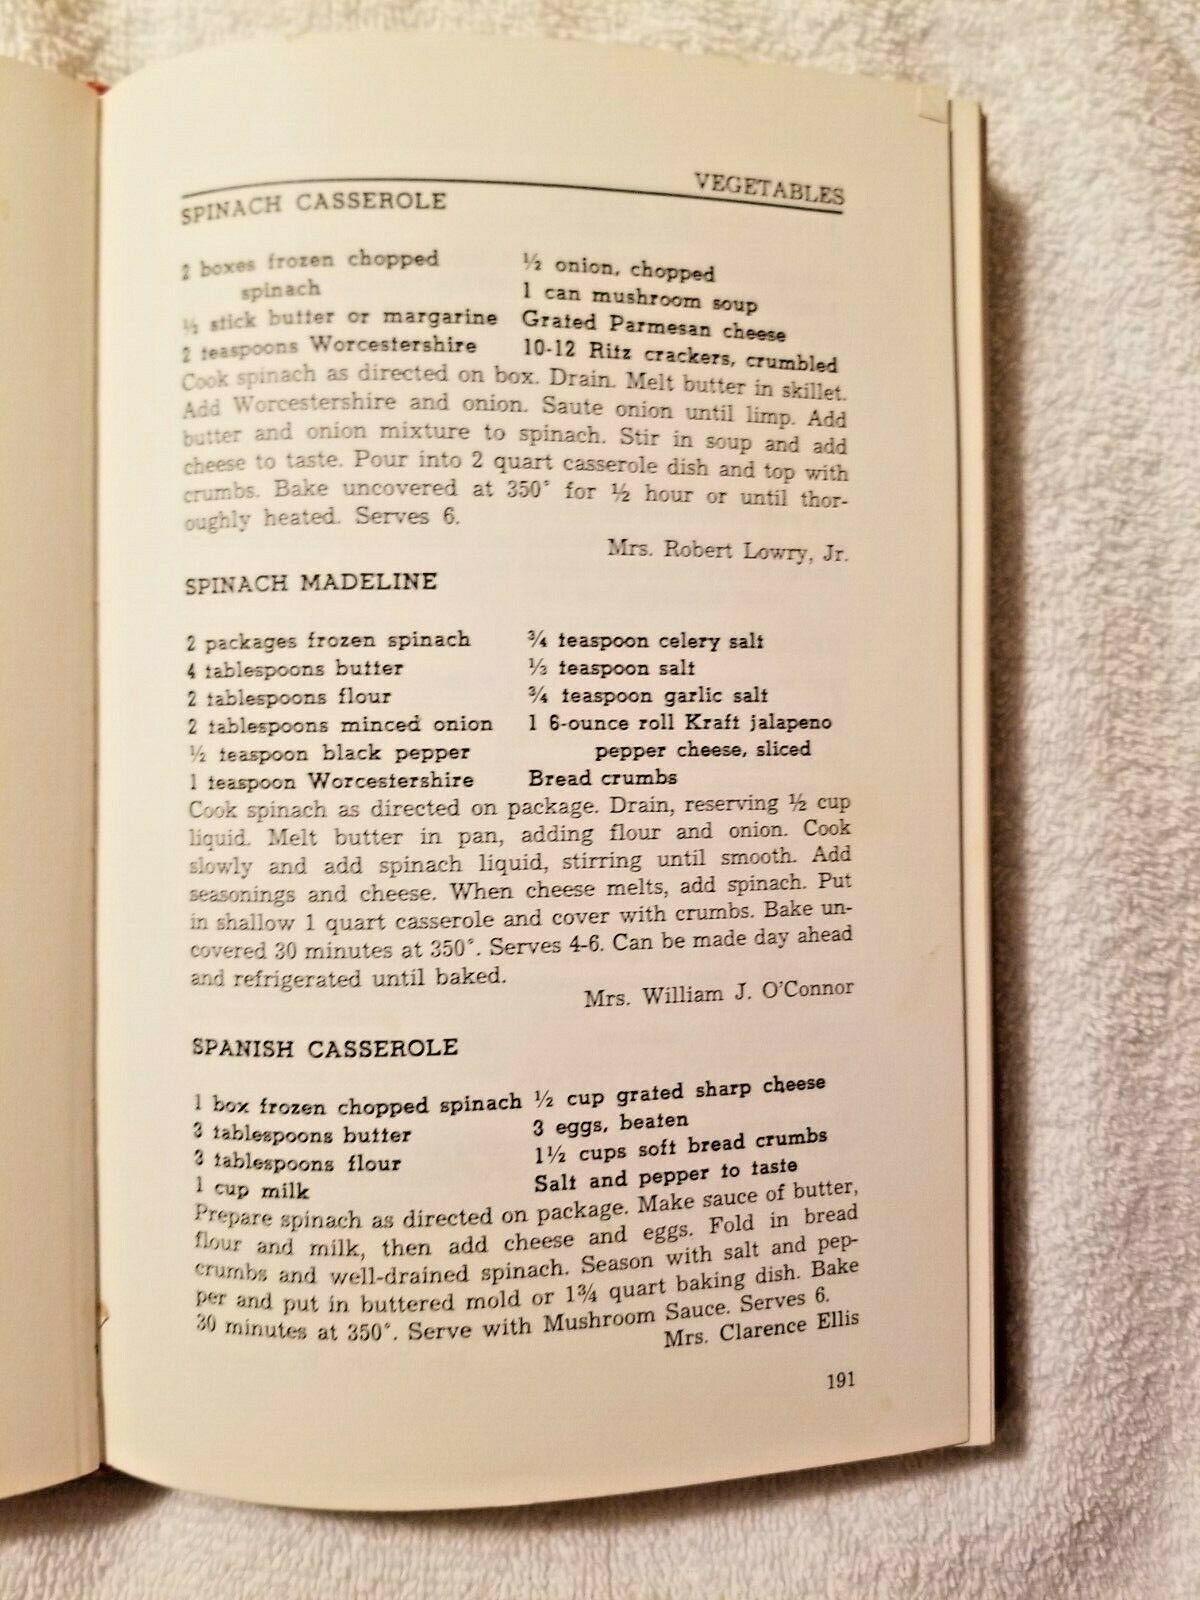 VEGETABLES
SPINACH CASSEROLE
2 boxes frozen chopped
spinach
½ stick butter or margarine
2 teaspoons Worcestershire
½ onion, chopped
1 can mushroom soup
Grated Parmesan cheese
10-12 Ritz crackers, crumbled
Cook spinach as directed on box. Drain. Melt butter in skillet.
Add Worcestershire and onion. Saute onion until limp. Add
butter and onion mixture to spinach. Stir in soup and add
cheese to taste. Pour into 2 quart casserole dish and top with
crumbs. Bake uncovered at 350° for ½ hour or until thor-
oughly heated. Serves 6.
Mrs. Robert Lowry, Jr.
SPINACH MADELINE
2 packages frozen spinach
4 tablespoons butter
2 tablespoons flour
2 tablespoons minced onion
½ teaspoon black pepper
1 teaspoon Worcestershire
¾ teaspoon celery salt
⅓ teaspoon salt
¾ teaspoon garlic salt
1 6-ounce roll Kraft jalapeno
pepper cheese, sliced
Bread crumbs
Cook spinach as directed on package. Drain, reserving ½ cup
liquid. Melt butter in pan, adding flour and onion. Cook
slowly and add spinach liquid, stirring until smooth. Add
seasonings and cheese. When cheese melts, add spinach. Put
in shallow 1 quart casserole and cover with crumbs. Bake un-
covered 30 minutes at 350°. Serves 4-6. Can be made day ahead
and refrigerated until baked.
Mrs. William J. O'Connor
SPANISH CASSEROLE
1 box frozen chopped spinach
3 tablespoons butter
3 tablespoons flour
1 cup milk
½ cup grated sharp cheese
3 eggs, beaten
1½ cups soft bread crumbs
Salt and pepper to taste
Prepare spinach as directed on package. Make sauce of butter,
flour and milk, then add cheese and eggs. Fold in bread
crumbs and well-drained spinach. Season with salt and pep-
per and put in buttered mold or 1¾ quart baking dish. Bake
30 minutes at 350°. Serve with Mushroom Sauce. Serves 6.
Mrs. Clarence Ellis
191